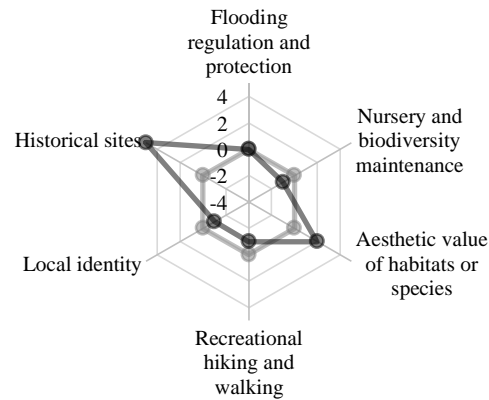 Flooding
regulation and
protection
4
2
0
-2
-4
Nursery and
biodiversity
maintenance
Historical sites
Aesthetic value
of habitats or
species
Local identity
Recreational
hiking and
walking